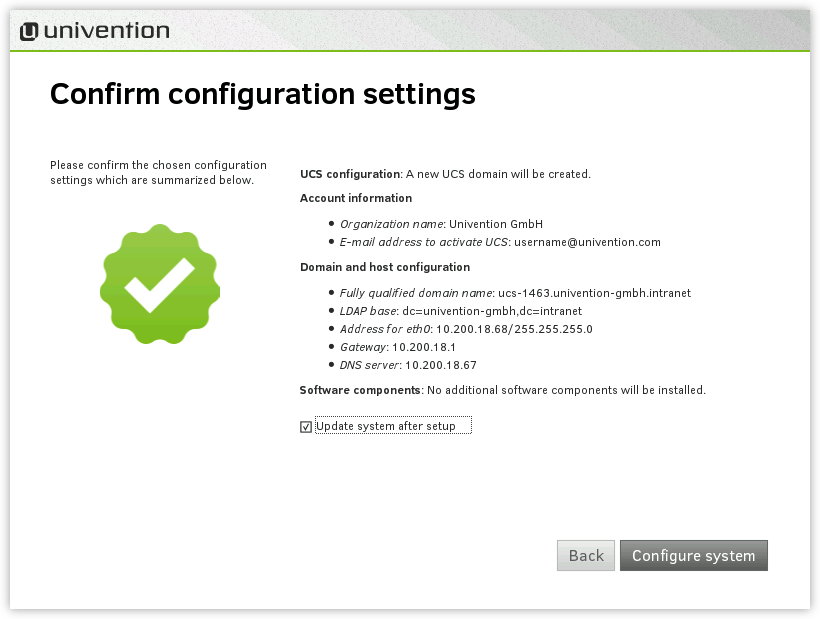 univention
Confirm configuration settings
Please confirm the chosen configuration
settings which are summarized below.
UCS configuration: A new UCS domain will be created.
Account information
• Organization name: Univention GmbH
• E-mail address to activate UCS: username@univention.com
Domain and host configuration
• Fully qualified domain name: ucs-1463.univention-gmbh.intranet
• LDAP base: dc=univention-gmbh,dc=intranet
• Address for eth0: 10.200.18.68/255.255.255.0
• Gateway: 10.200.18.1
• DNS server: 10.200.18.67
Software components: No additional software components will be installed.
Update system after setup
Back
Configure system